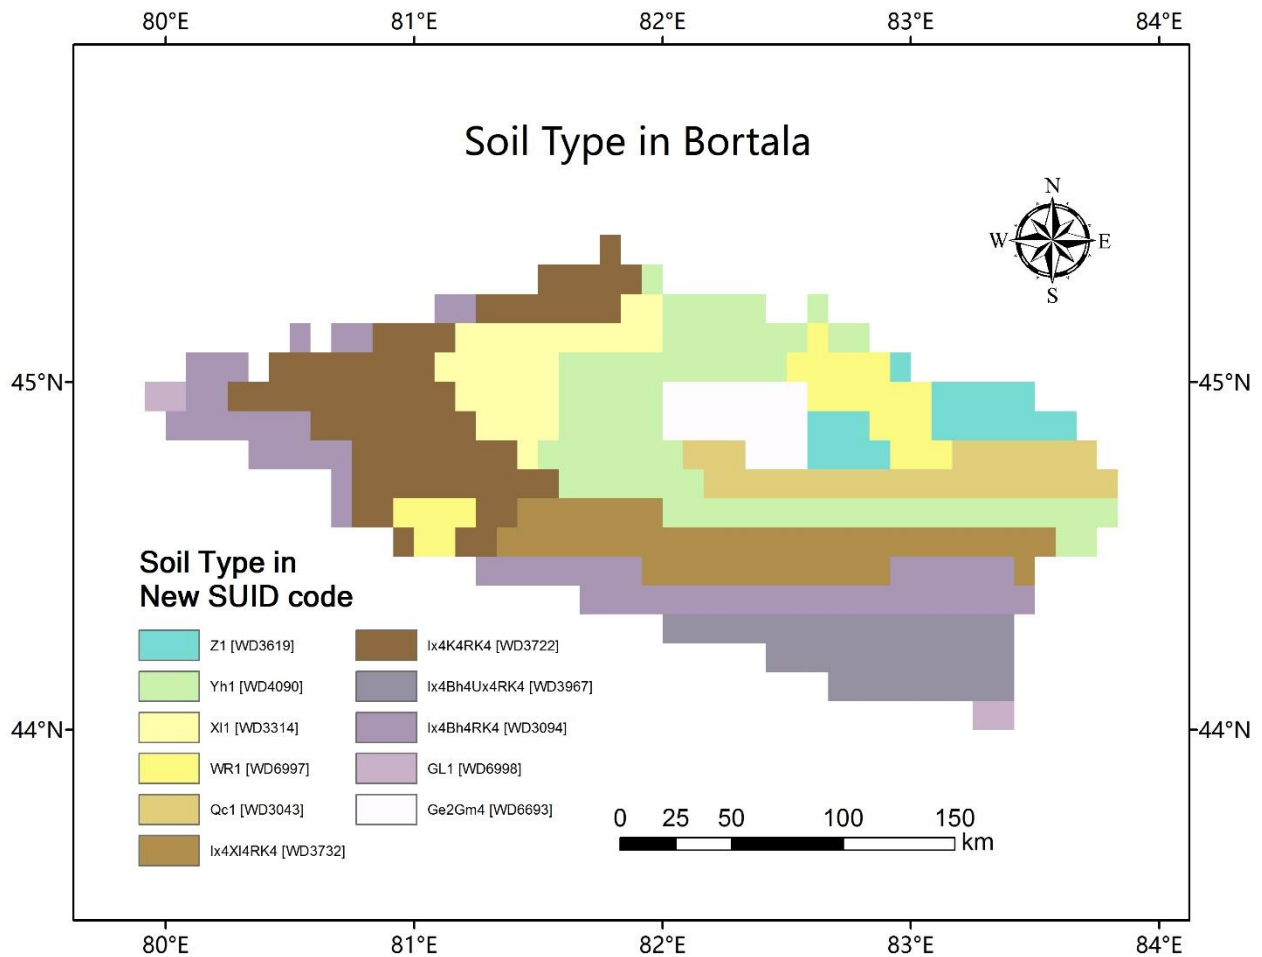 80°E 81°E 82°E 83°E 84°E
Soil Type in Bortala
N
W E
S
45°N 45°N
Soil Type in
New SUID code
Z1 [WD3619] Ix4K4RK4 [WD3722]
Yh1 [WD4090] Ix4Bh4Ux4RK4 [WD3967]
44°N Xl1 [WD3314] Ix4Bh4RK4 [WD3094] 44°N
WR1 [WD6997] GL1 [WD6998]
Qc1 [WD3043] Ge2Gm4 [WD6693]
0 25 50 100 150
km
Ix4Xl4RK4 [WD3732]
80°E 81°E 82°E 83°E 84°E